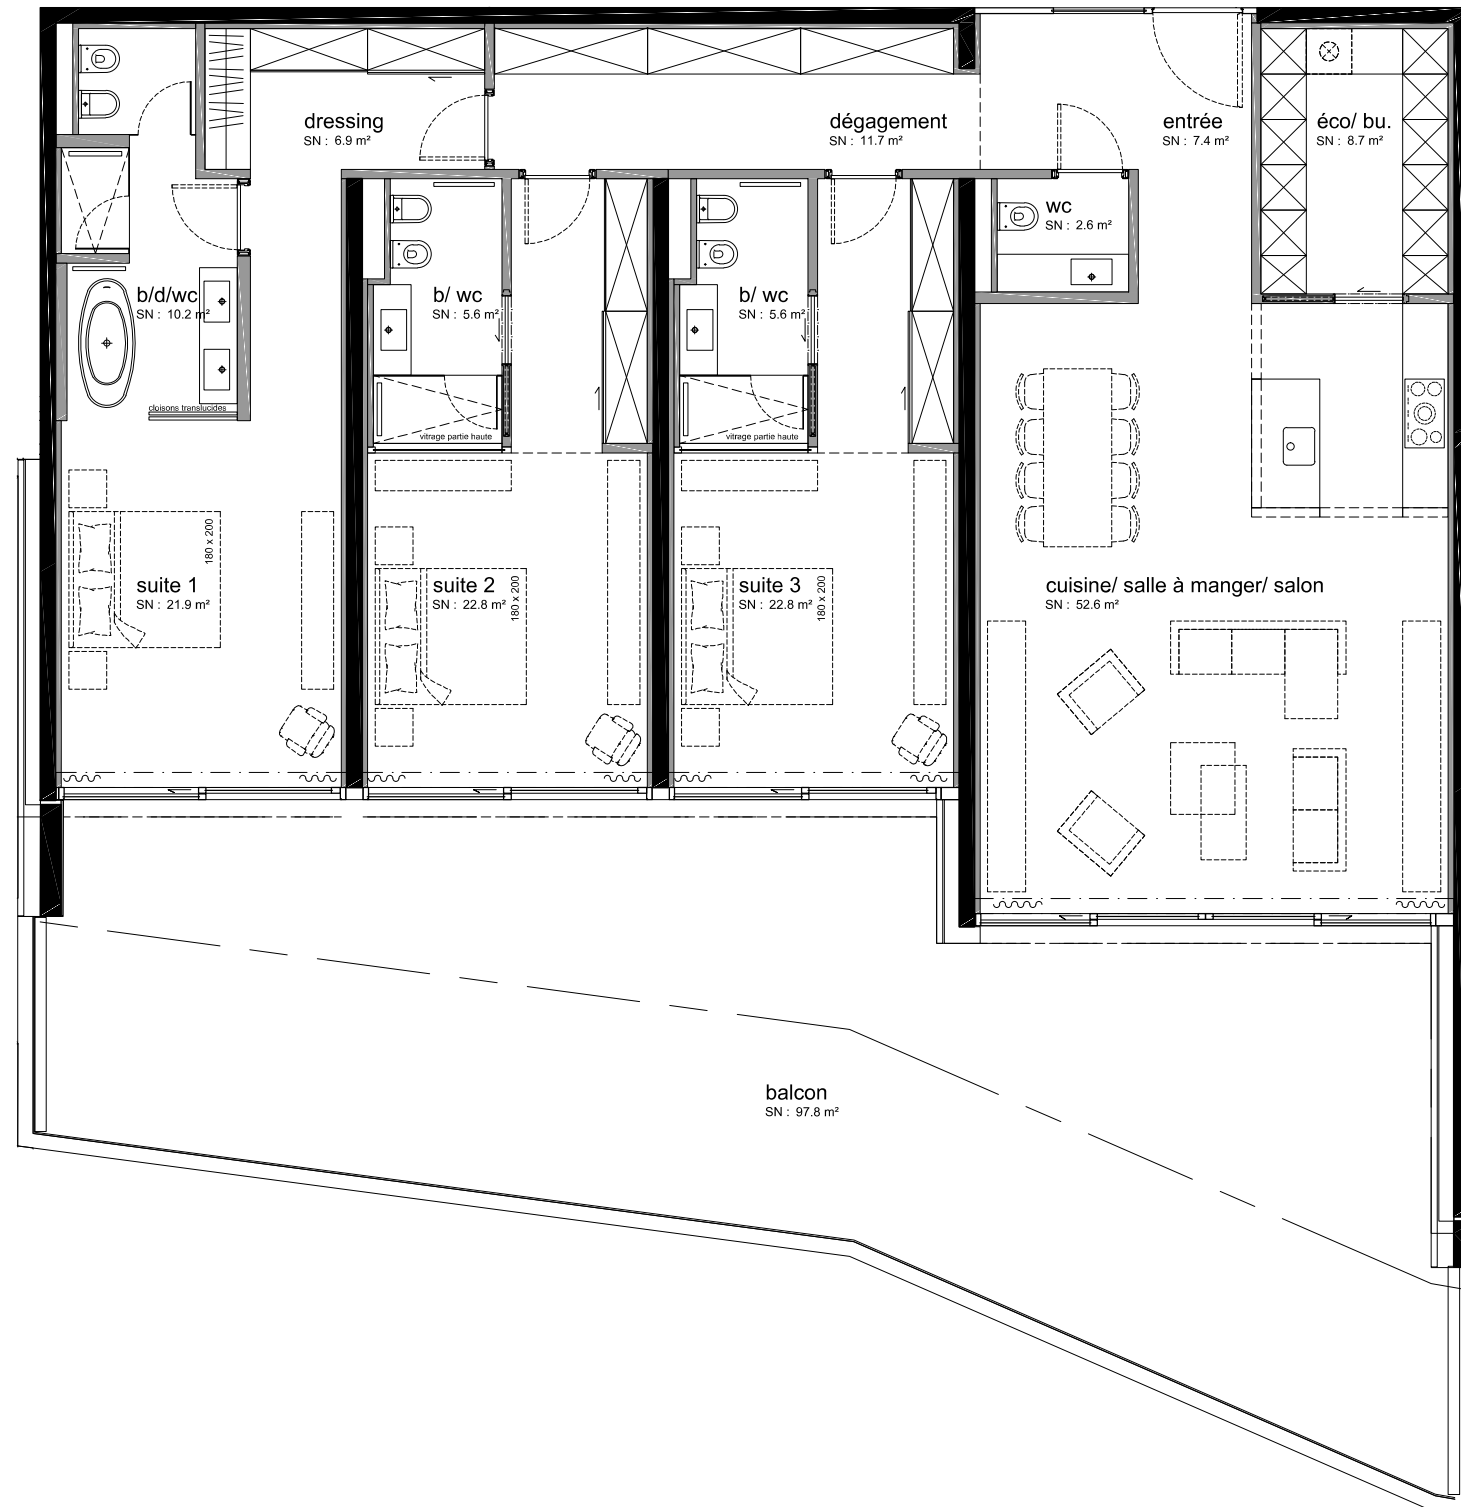 dressing
SN : 6.9 m²
dégagement
SN : 11.7 m²
entrée
SN : 7.4 m²
éco/ bu.
SN : 8.7 m²
wc
SN : 2.6 m²
b/d/wc
SN : 10.2 m²
b/ wc
SN : 5.6 m²
b/ wc
SN : 5.6 m²
cloisons translucides
vitrage partie haute
vitrage partie haute
180 x 200
suite 1
SN : 21.9 m²
suite 2
SN : 22.8 m²
180 x 200
suite 3
SN : 22.8 m²
180 x 200
cuisine/ salle à manger/ salon
SN : 52.6 m²
balcon
SN : 97.8 m²